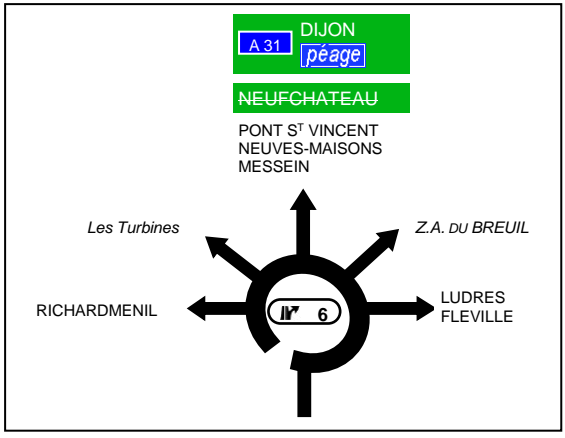 DIJON
A 31
péage
NEUFCHATEAU
PONT Sᵀ VINCENT
NEUVES-MAISONS
MESSEIN
Les Turbines
Z.A. DU BREUIL
RICHARDMENIL
LUDRES
FLEVILLE
6